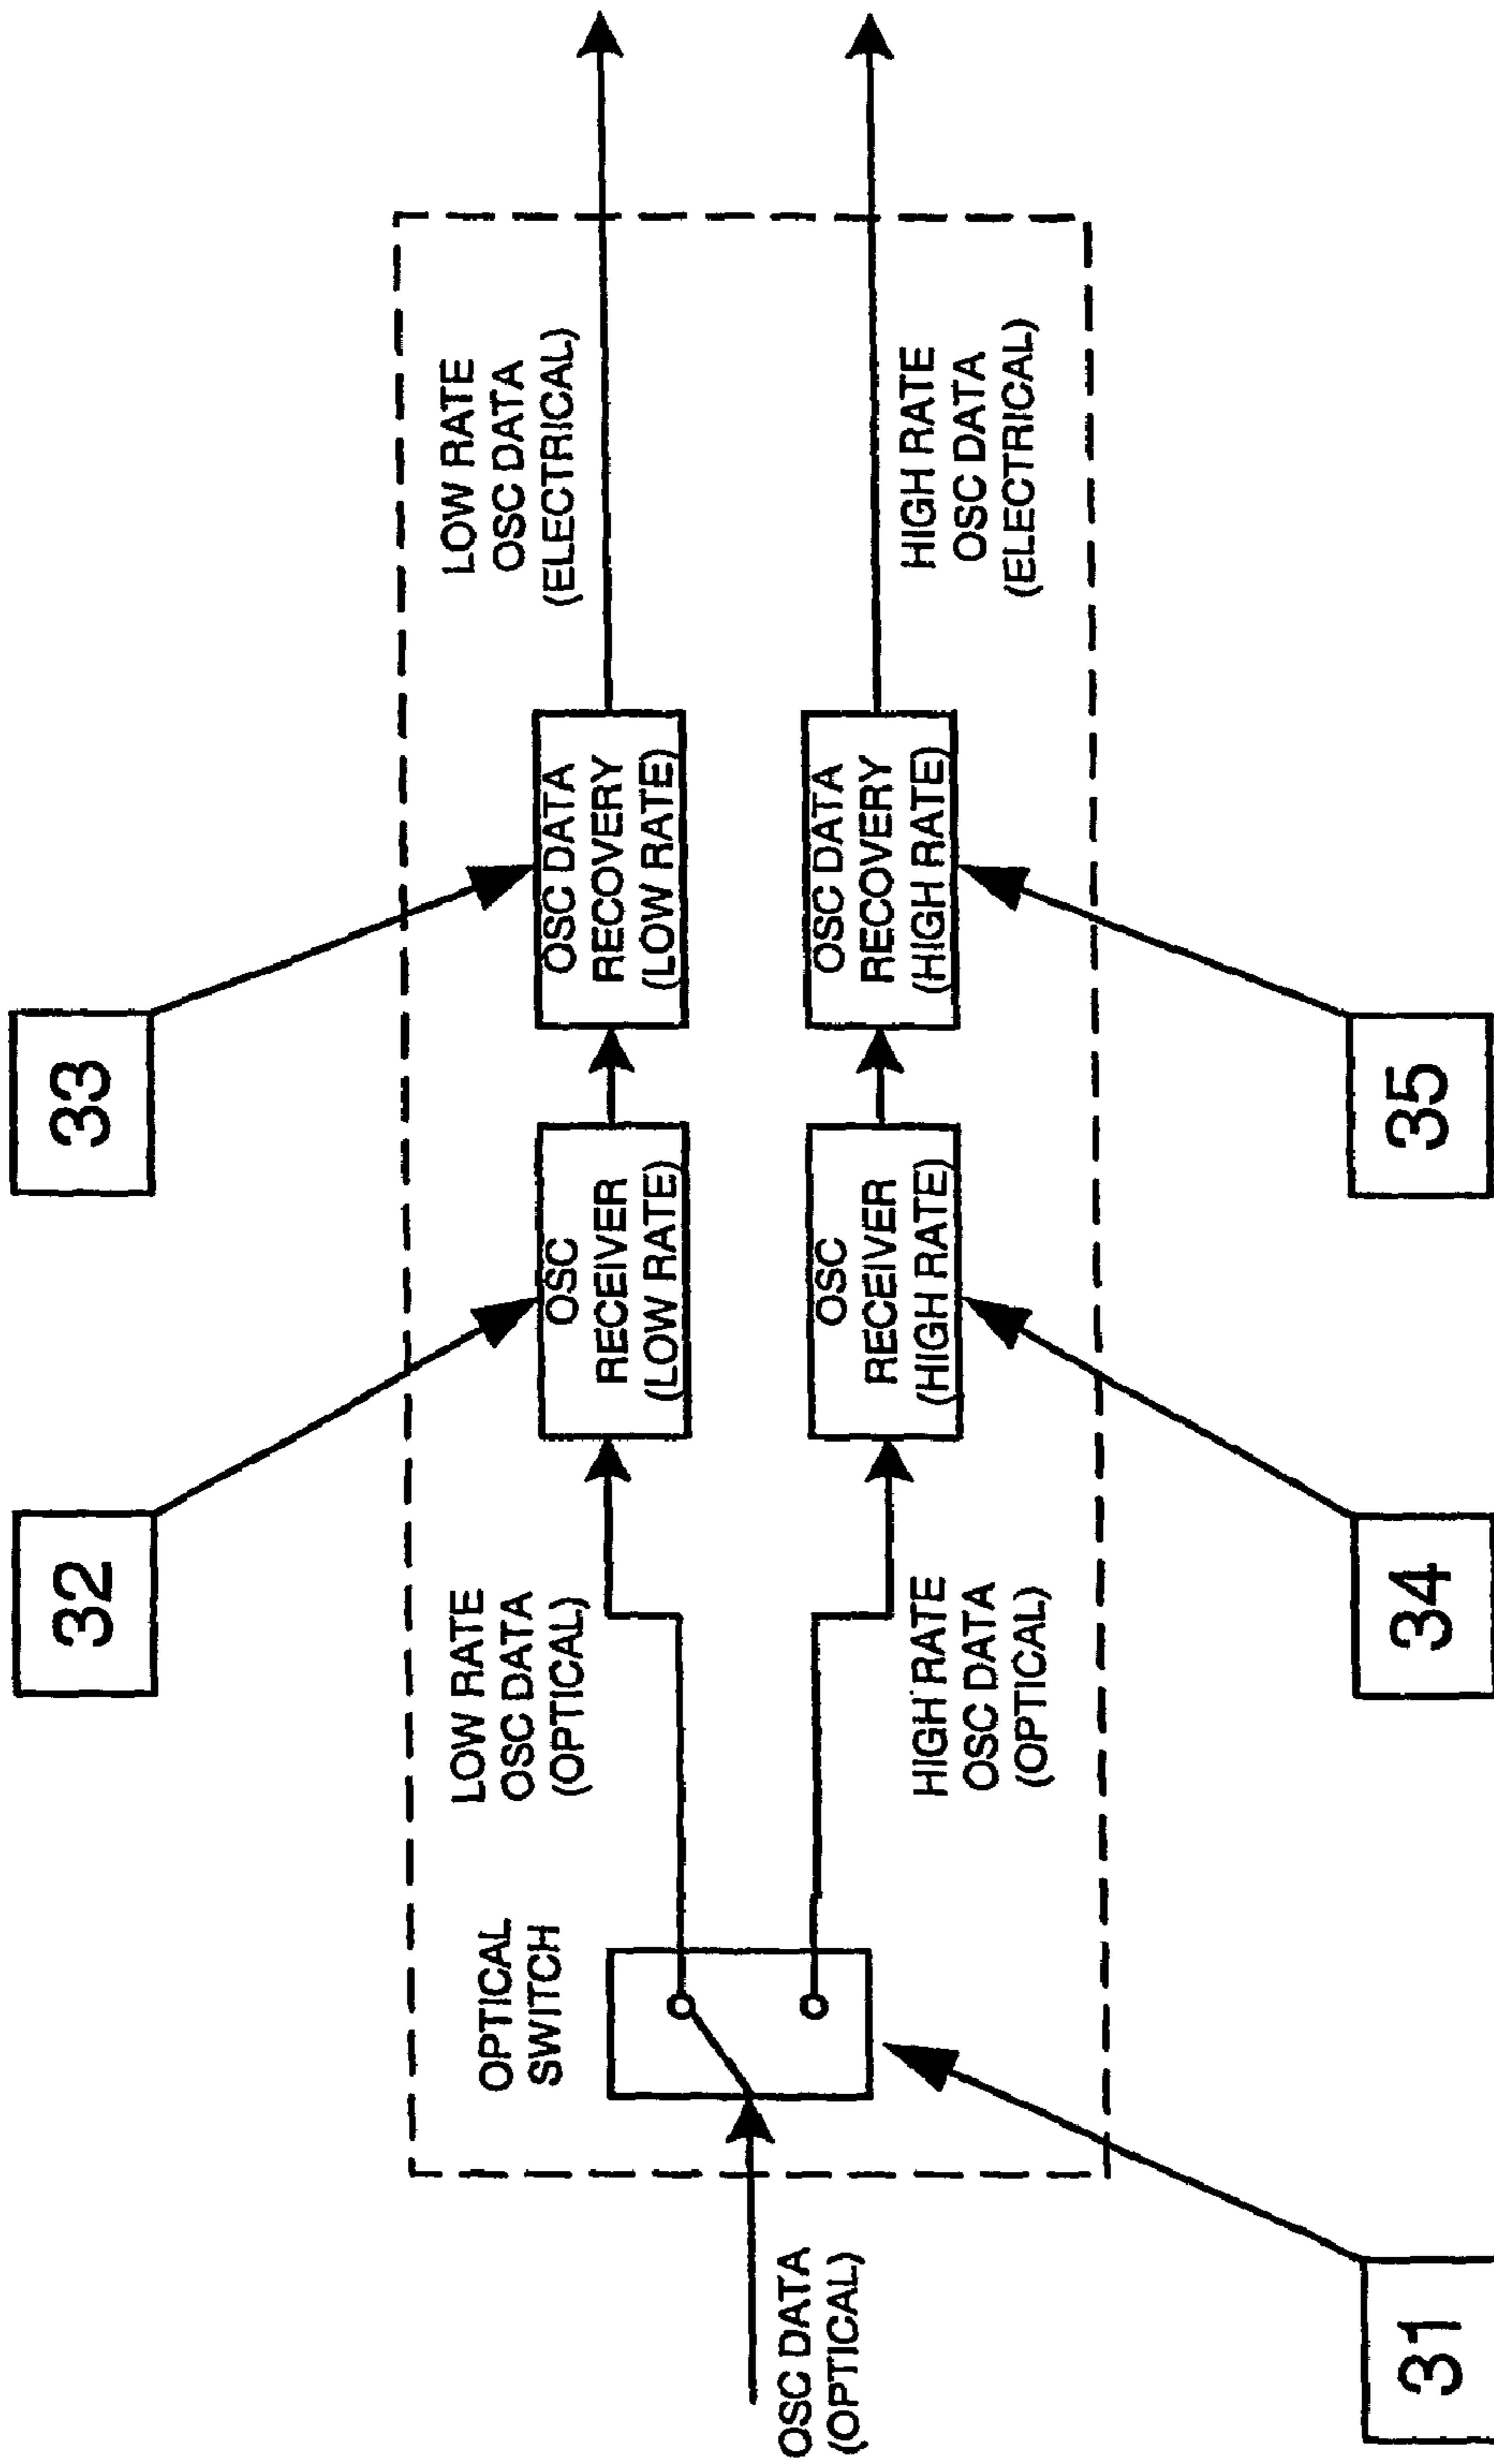 33
32
LOW RATE
OSC DATA
(ELECTRICAL)
OSC DATA
RECOVERY
(LOW RATE)
OSC
RECEIVER
(LOW RATE)
LOW RATE
OSC DATA
(OPTICAL)
OPTICAL
SWITCH
OSC DATA
(OPTICAL)
HIGH RATE
OSC DATA
(OPTICAL)
OSC
RECEIVER
(HIGH RATE)
OSC DATA
RECOVERY
(HIGH RATE)
HIGH RATE
OSC DATA
(ELECTRICAL)
31
34
35